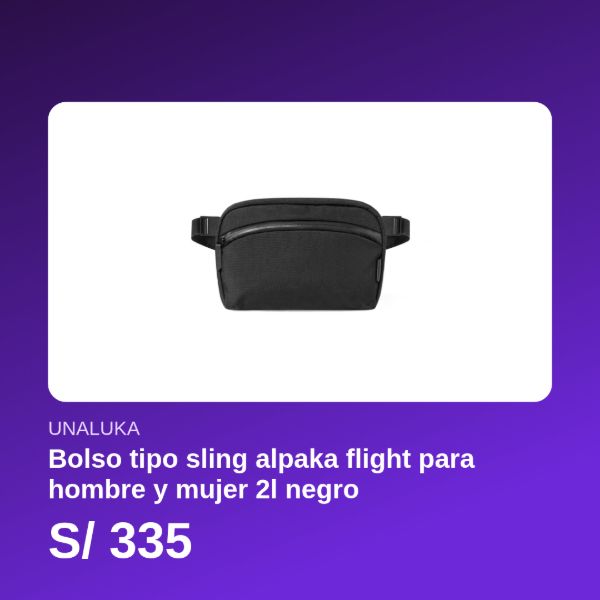 UNALUKA
Bolso tipo sling alpaka flight para
hombre y mujer 2l negro
S/ 335